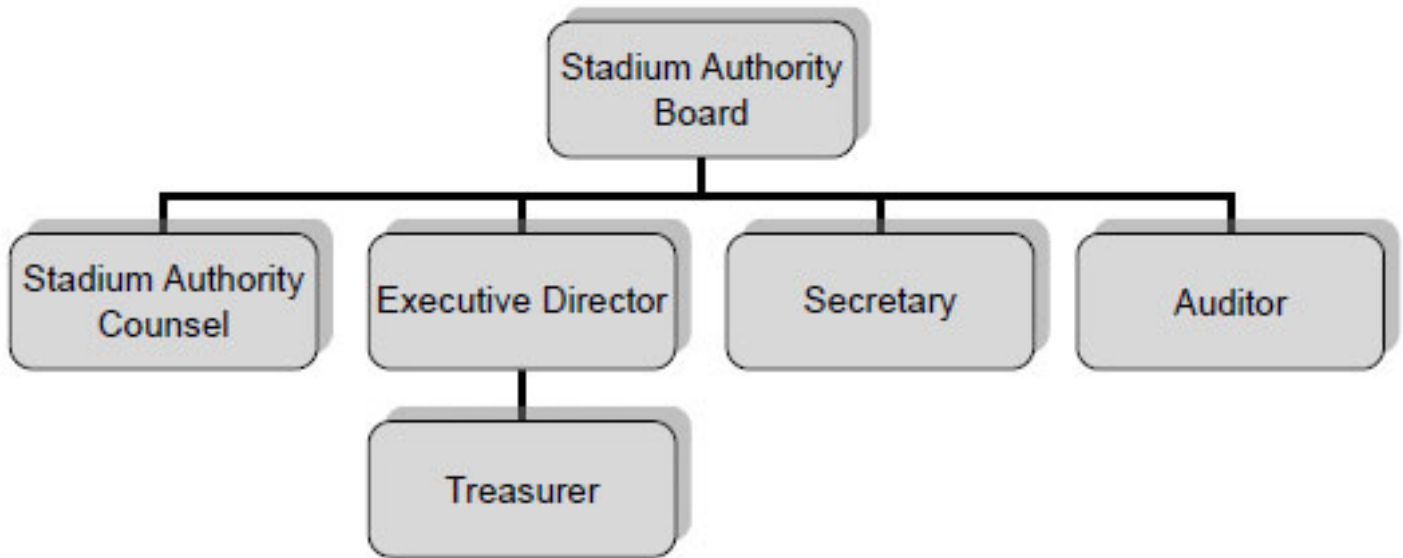 Stadium Authority
Board
Stadium Authority
Counsel
Executive Director
Secretary
Auditor
Treasurer